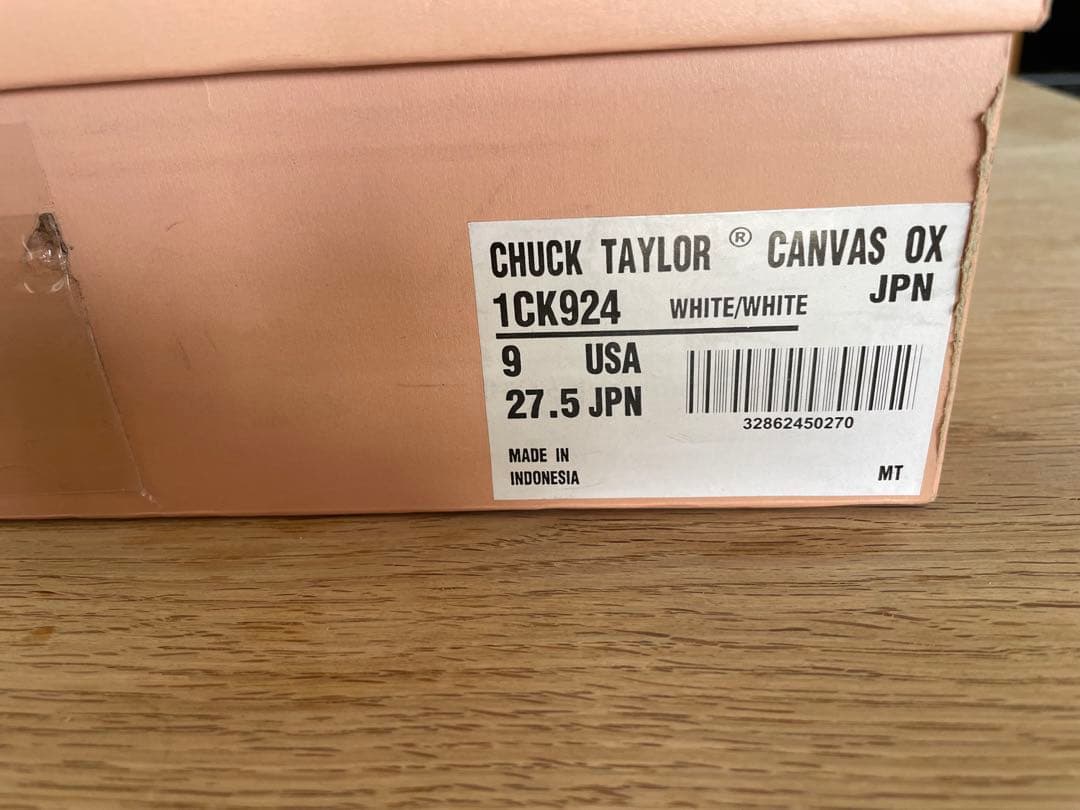 CHUCK TAYLOR ® CANVAS OX
JPN
1CK924 WHITE/WHITE
9 USA
27.5 JPN
32862450270
MADE IN
INDONESIA
MT